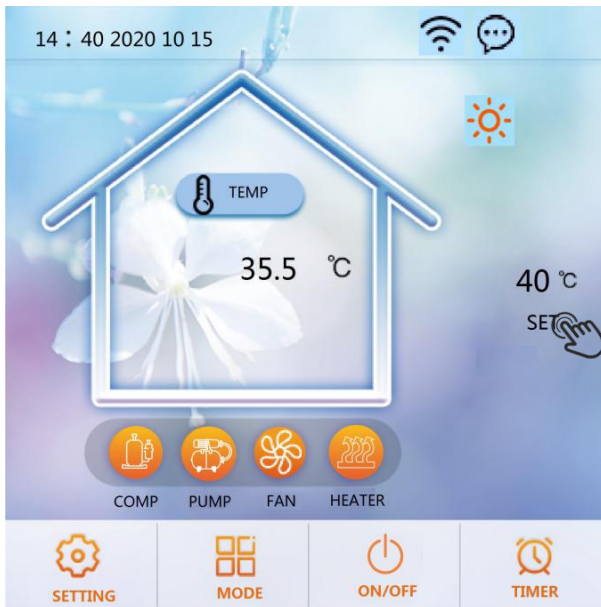 14：40 2020 10 15
TEMP
35.5 ℃
40 ℃
SET
COMP PUMP FAN HEATER
SETTING MODE ON/OFF TIMER